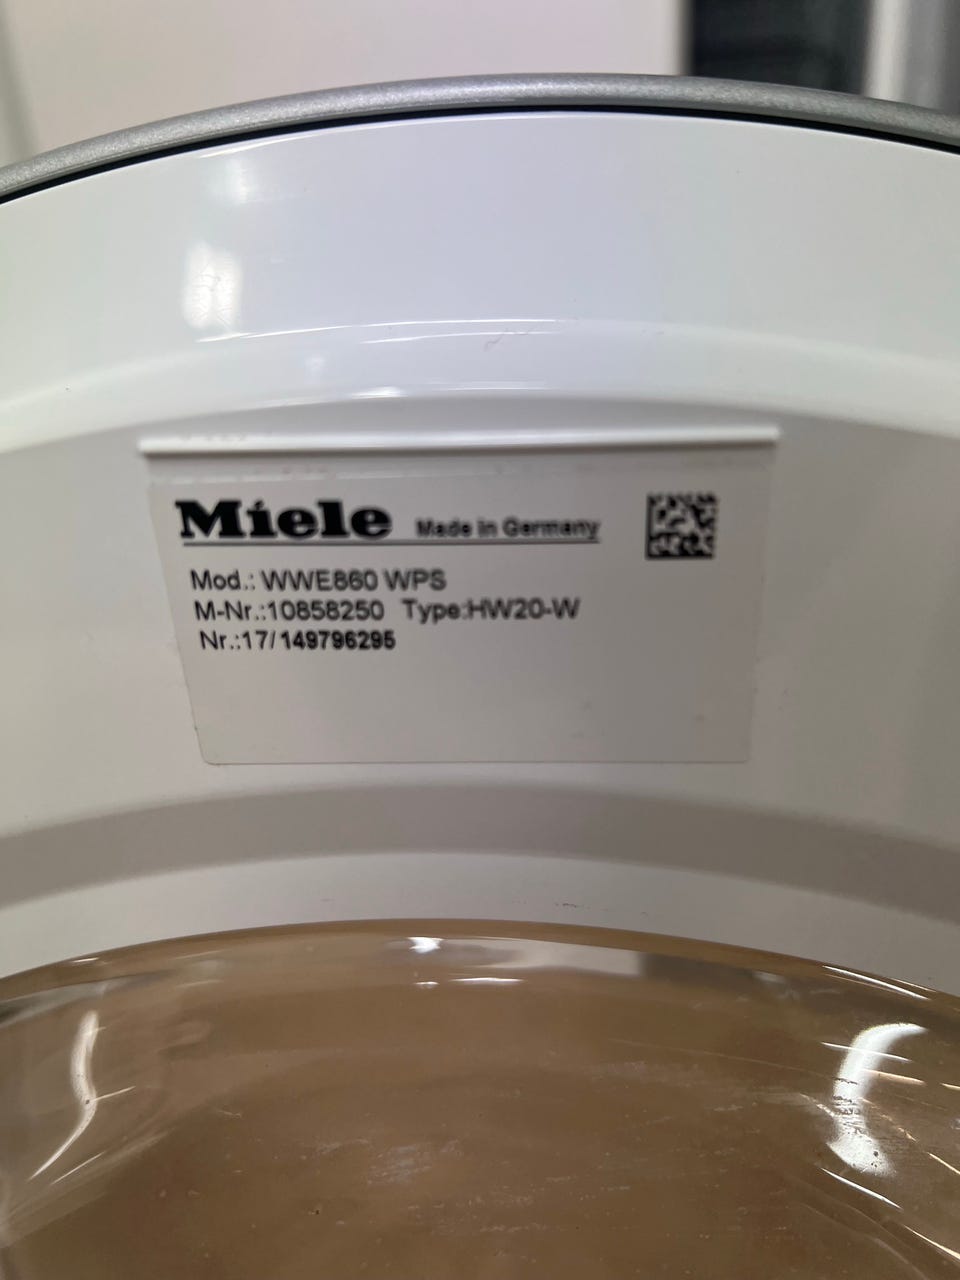 Miele Made in Germany
Mod.: WWE860 WPS
M-Nr.:10858250 Type:HW20-W
Nr.:17/149796295